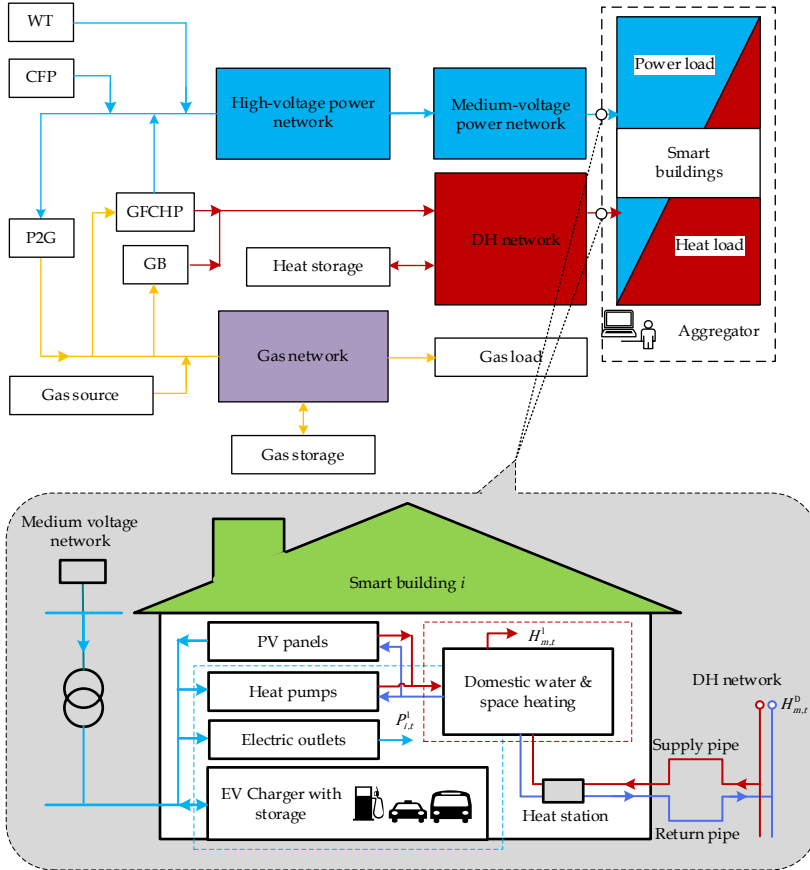 WT
CFP
High-voltage power
network
Medium-voltage
power network
Power load
Smart
buildings
Heat load
Aggregator
P2G
GFCHP
GB
Heat storage
DH network
Gas network
Gas load
Gas source
Gas storage
Medium voltage
network
Smart building i
PV panels
Heat pumps
Electric outlets
EV Charger with
storage
P^l_{i,t}
H^l_{m,t}
Domestic water &
space heating
DH network
H^D_{m,t}
Supply pipe
Heat station
Return pipe